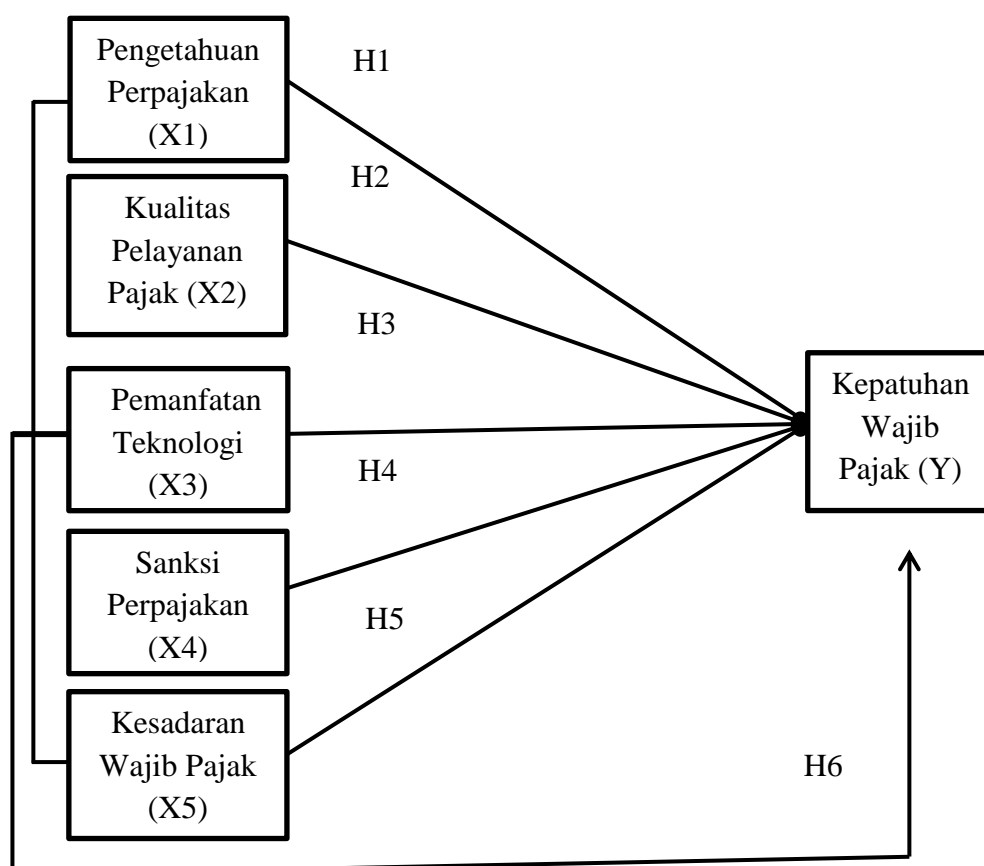 Pengetahuan
Perpajakan
(X1)
H1
H2
Kualitas
Pelayanan
Pajak (X2)
H3
Pemanfatan
Teknologi
(X3)
H4
Kepatuhan
Wajib
Pajak (Y)
Sanksi
Perpajakan
(X4)
H5
Kesadaran
Wajib Pajak
(X5)
H6